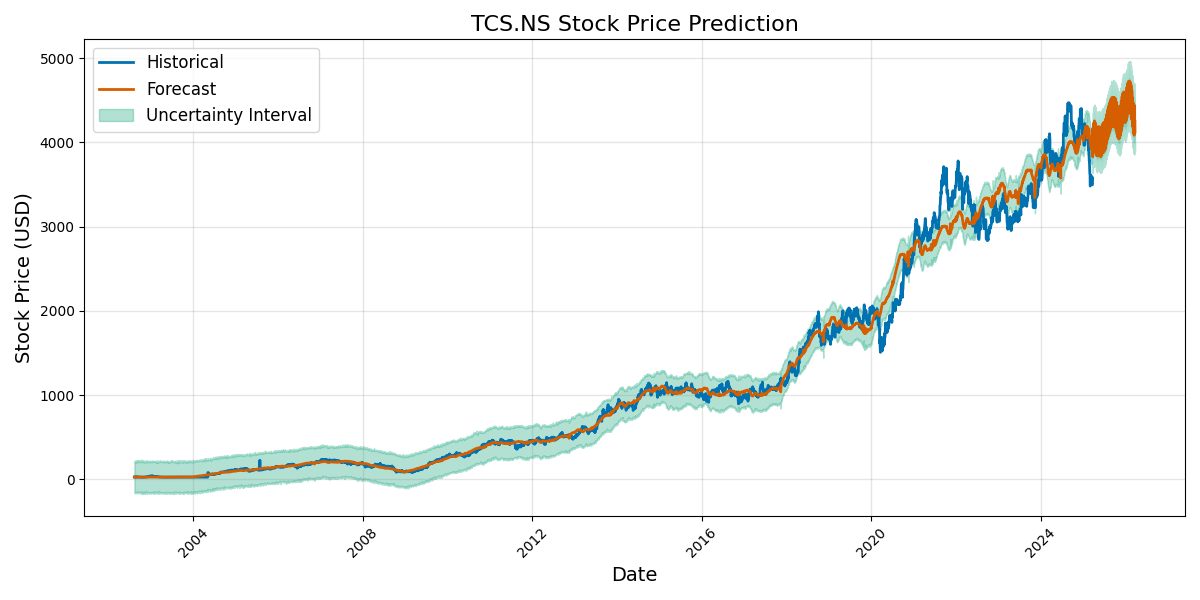 TCS.NS Stock Price Prediction
Historical
Forecast
Uncertainty Interval
Stock Price (USD)
5000
4000
3000
2000
1000
0
2004
2008
2012
2016
2020
2024
Date